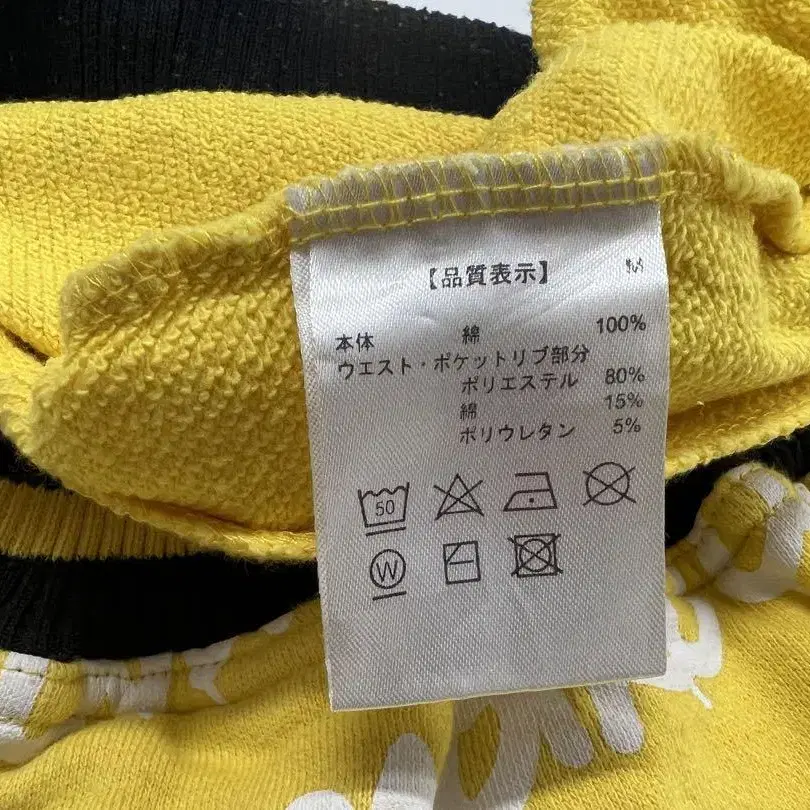 【品質表示】
本体 綿 100%
ウエスト・ポケットリブ部分
ポリエステル 80%
綿 15%
ポリウレタン 5%
50
W